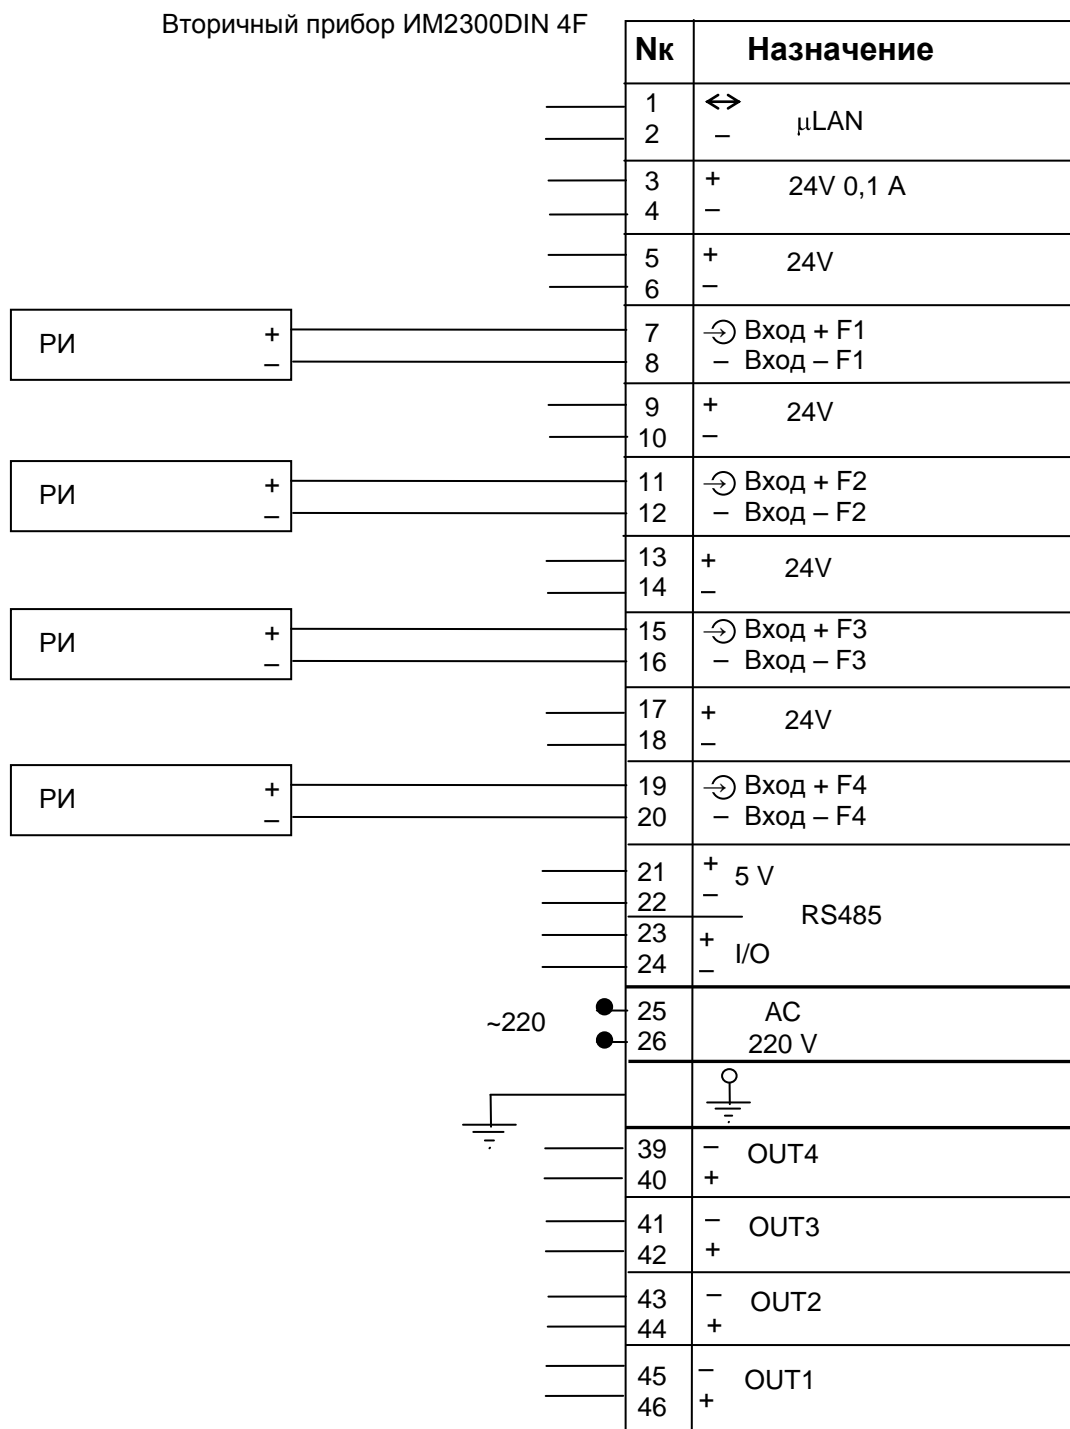 Вторичный прибор ИМ2300DIN 4F
Nк Назначение
1 ↔
μLAN
2 –
3 + 24V 0,1 A
4 –
5 + 24V
6 –
РИ + 7 Вход + F1
– 8 – Вход – F1
9 + 24V
10 –
РИ + 11 Вход + F2
– 12 – Вход – F2
13 + 24V
14 –
РИ + 15 Вход + F3
– 16 – Вход – F3
17 + 24V
18 –
РИ + 19 Вход + F4
– 20 – Вход – F4
21 + 5 V
22 –
RS485
23 + I/O
24 –
~220 25 AC
26 220 V
39 – OUT4
40 +
41 – OUT3
42 +
43 – OUT2
44 +
45 – OUT1
46 +